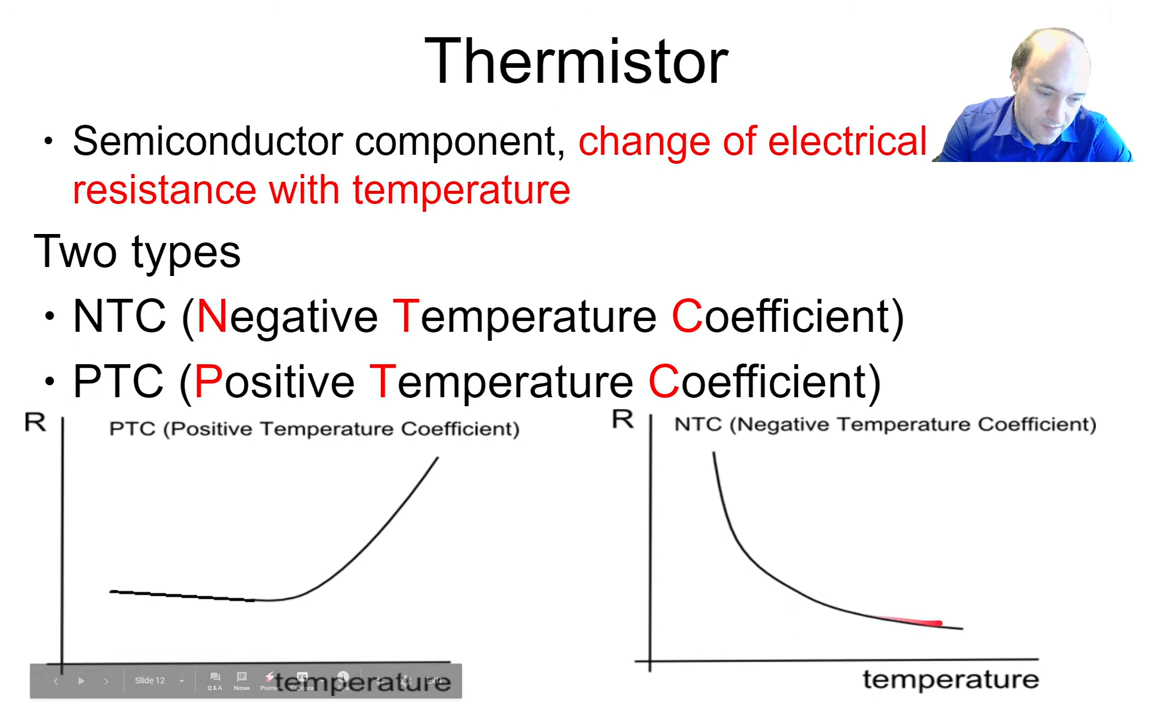 Thermistor
• Semiconductor component, change of electrical
resistance with temperature
Two types
• NTC (Negative Temperature Coefficient)
• PTC (Positive Temperature Coefficient)
R
PTC (Positive Temperature Coefficient)
temperature
R
NTC (Negative Temperature Coefficient)
temperature
Slide 12
Q & A
Notes